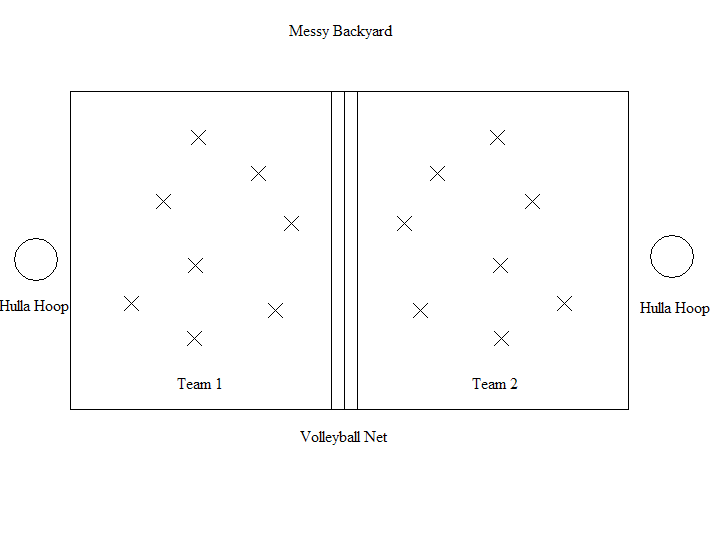 Messy Backyard
Hulla Hoop
Hulla Hoop
Team 1
Team 2
Volleyball Net